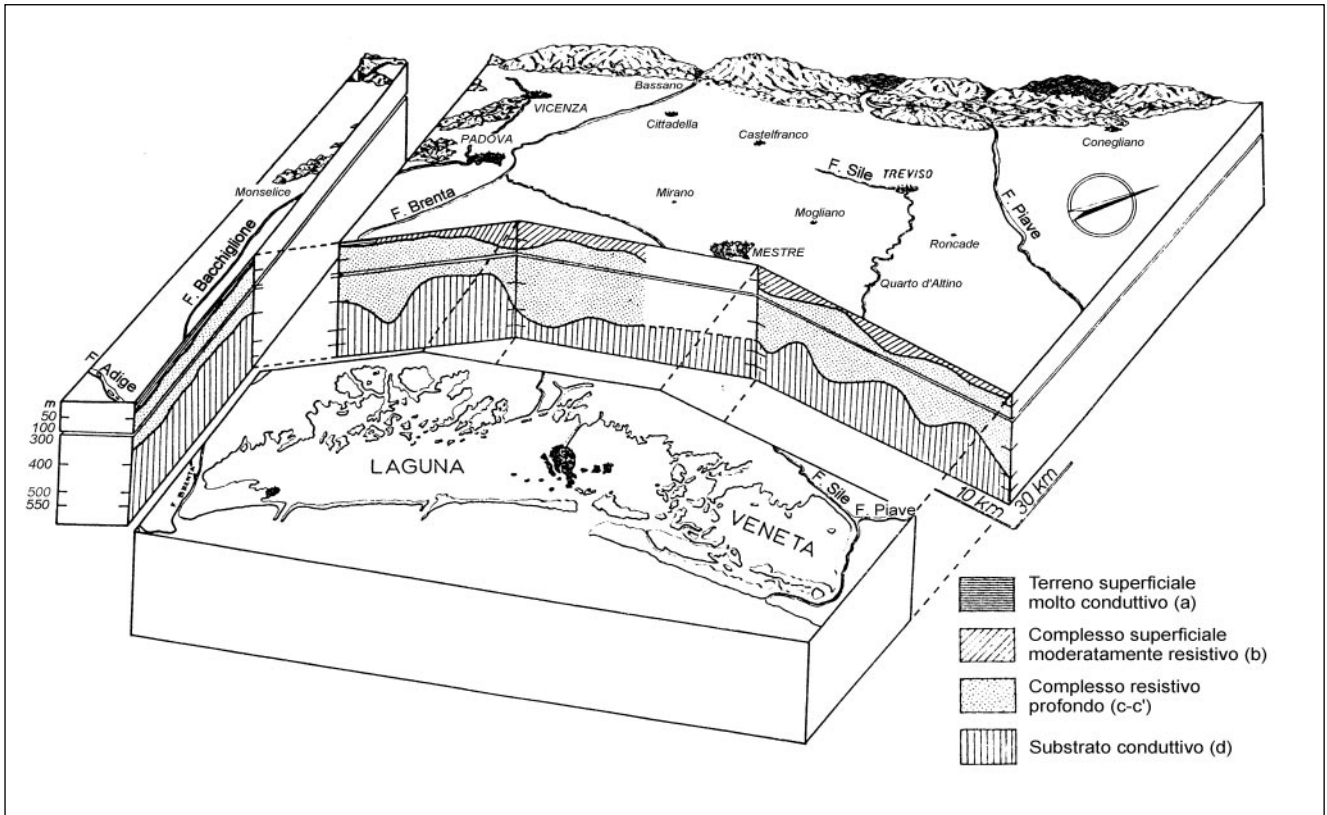 Bassano
VICENZA
Cittadella
PADOVA
Castelfranco
Conegliano
F. Sile
TREVISO
Monselice
F. Brenta
Mirano
Mogliano
F. Piave
Roncade
MESTRE
F. Bacchiglione
Quarto d'Altino
F. Adige
m
50
100
300
400
500
550
F. BRENTA
LAGUNA
VENETA
F. Sile
F. Piave
10 km
30 km
Terreno superficiale
molto conduttivo (a)
Complesso superficiale
moderatamente resistivo (b)
Complesso resistivo
profondo (c-c')
Substrato conduttivo (d)